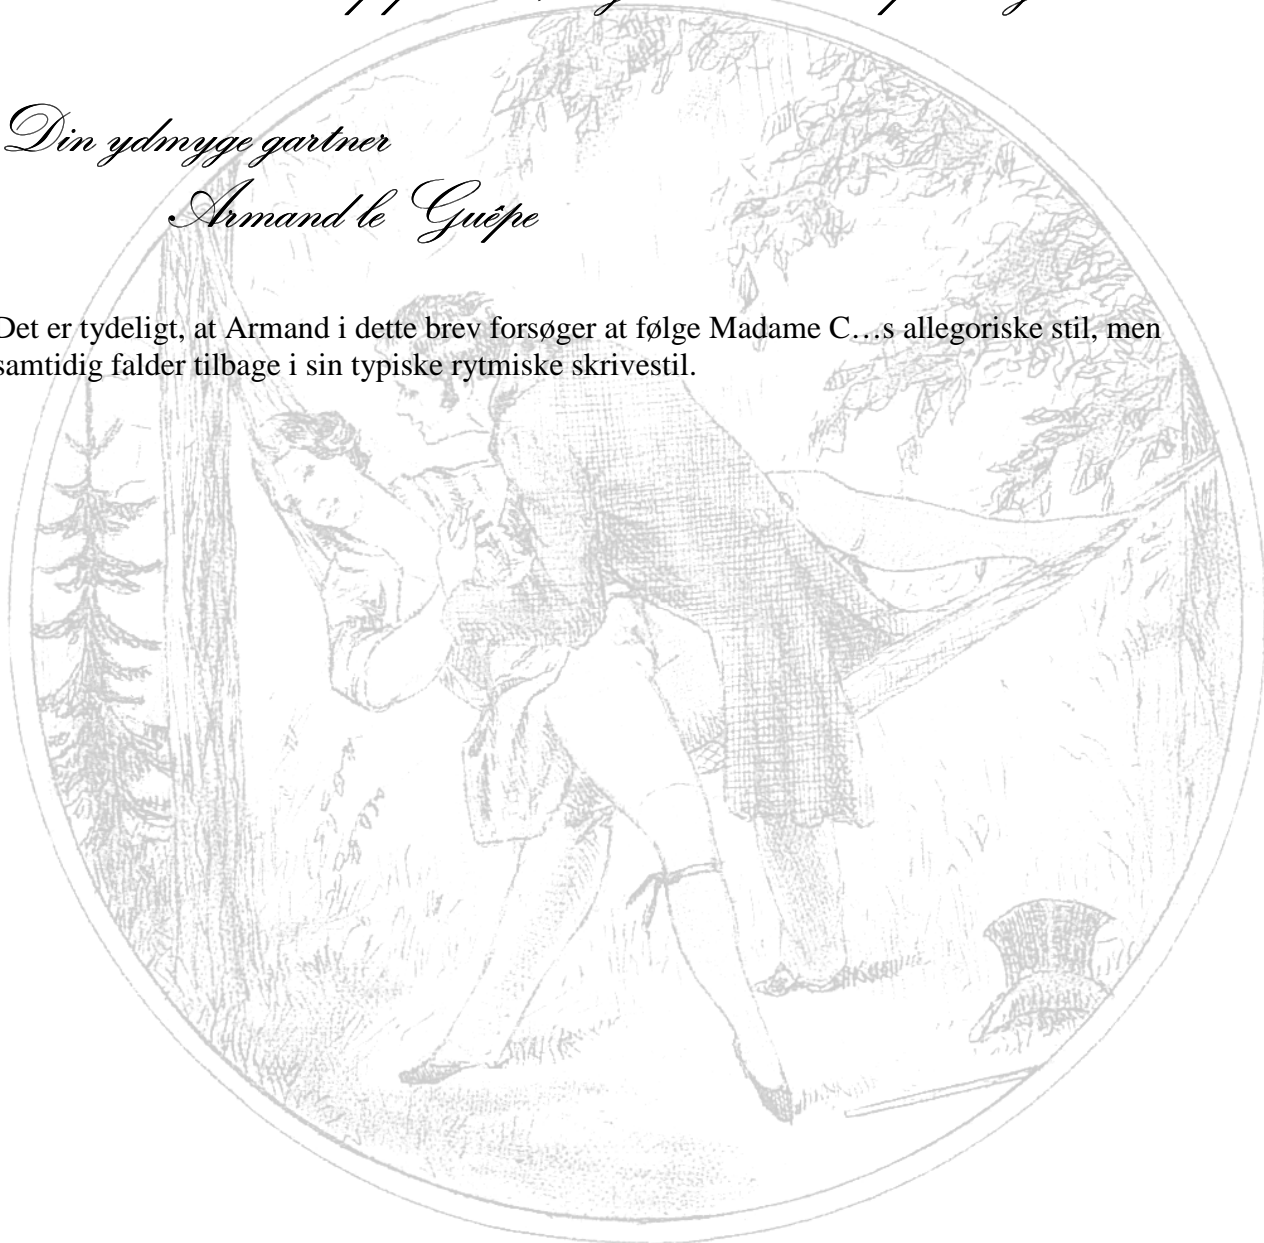 Din ydmyge gartner
Armand le Guêpe
Det er tydeligt, at Armand i dette brev forsøger at følge Madame C…s allegoriske stil, men
samtidig falder tilbage i sin typiske rytmiske skrivestil.